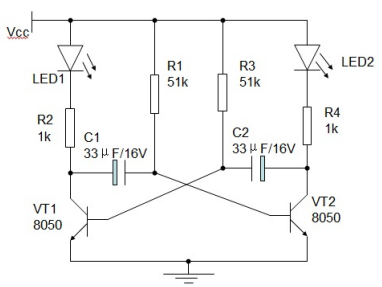 Vcc
LED1
R1
51k
R3
51k
LED2
R2
1k
C1
33μF/16V
C2
33μF/16V
R4
1k
VT1
8050
VT2
8050